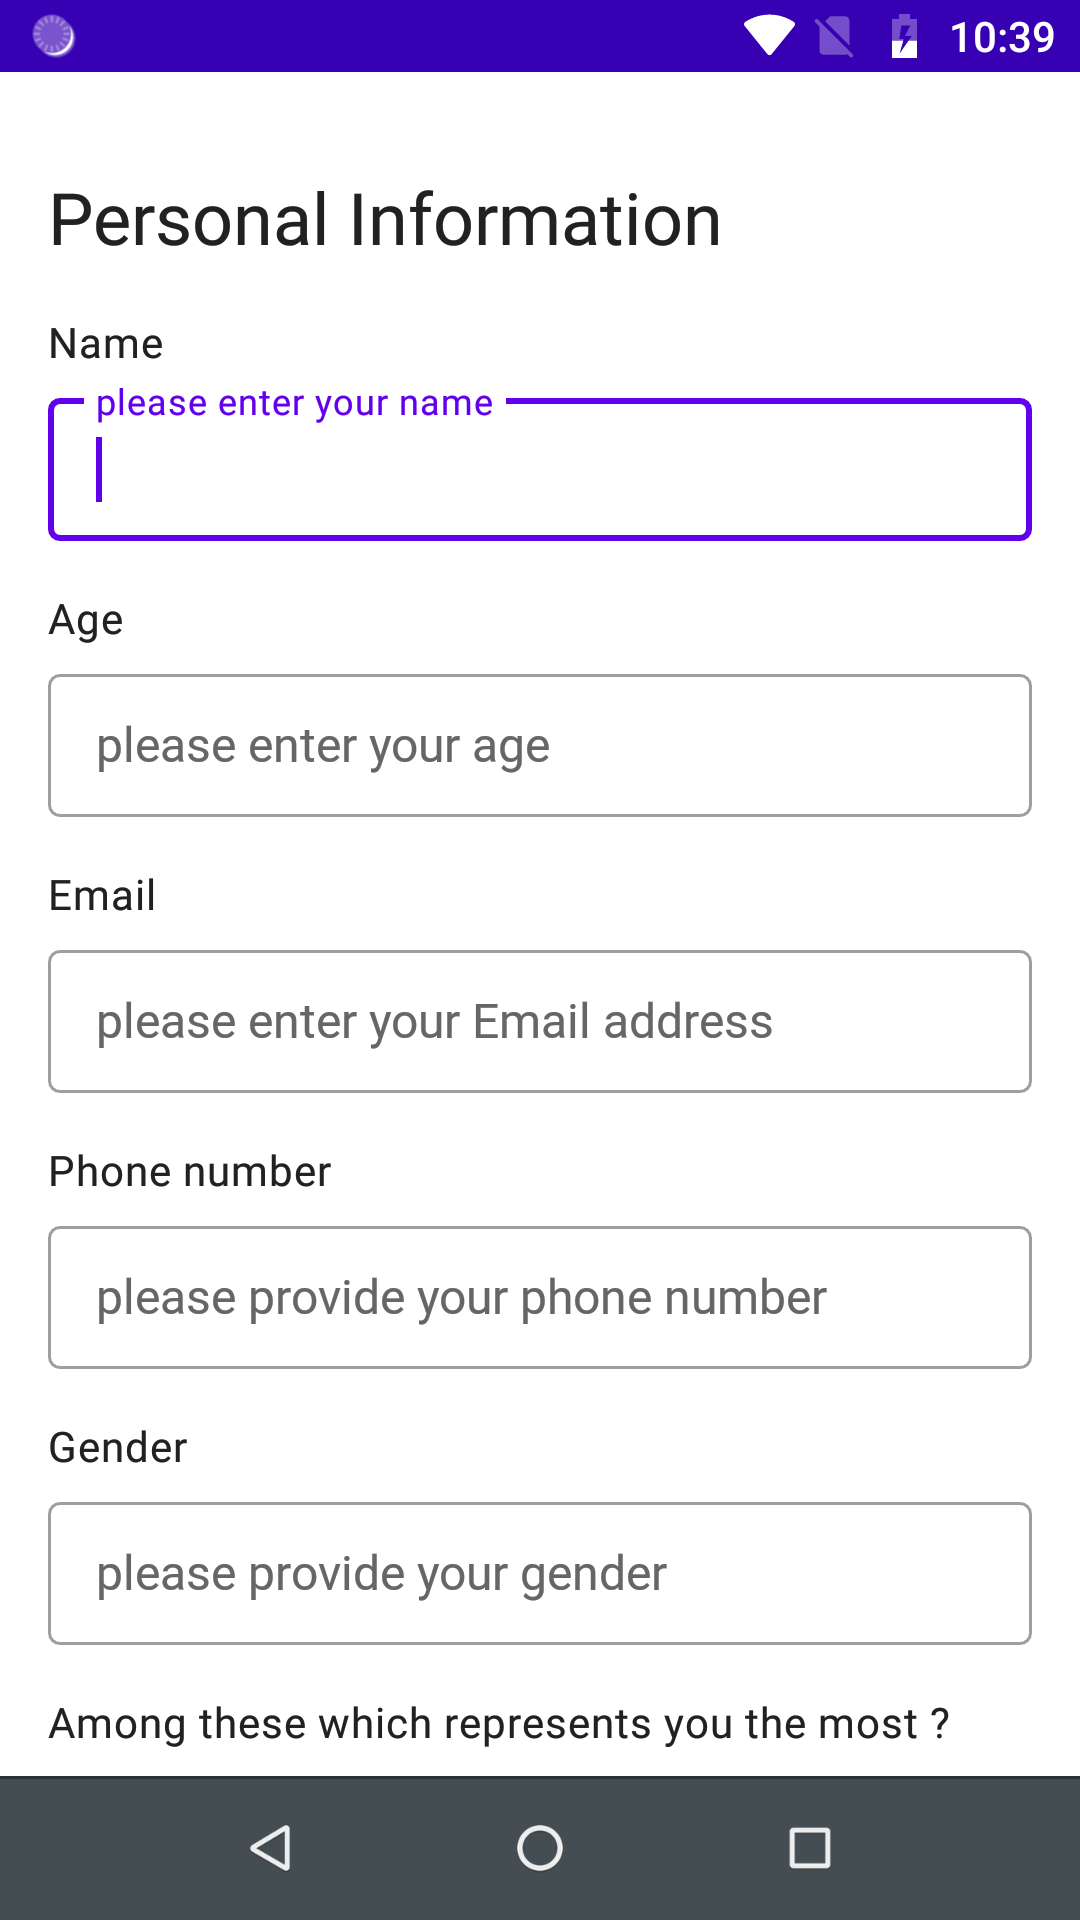 10:39
Personal Information
Name
please enter your name
Age
please enter your age
Email
please enter your Email address
Phone number
please provide your phone number
Gender
please provide your gender
Among these which represents you the most ?